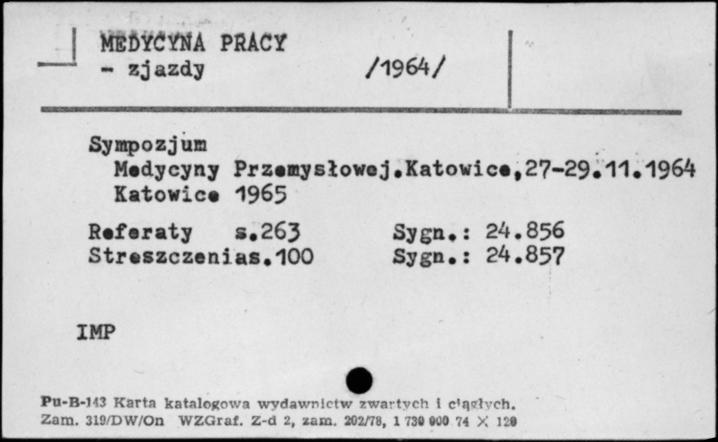 MEDYCYNA PRACY
- zjazdy /1964/
Sympozjum
Medycyny Przemysłowej.Katowice,27-29.11.1964
Katowice 1965
Referaty s.263 Sygn.: 24.856
Streszczenias.100 Sygn.: 24.857
IMP
Pu-B-143 Karta katalogowa wydawnictw zwartych i ciągłych.
Zam. 319/DW/On WZGraf. Z-d 2, zam. 202/78, 1 730 000 74 X 120